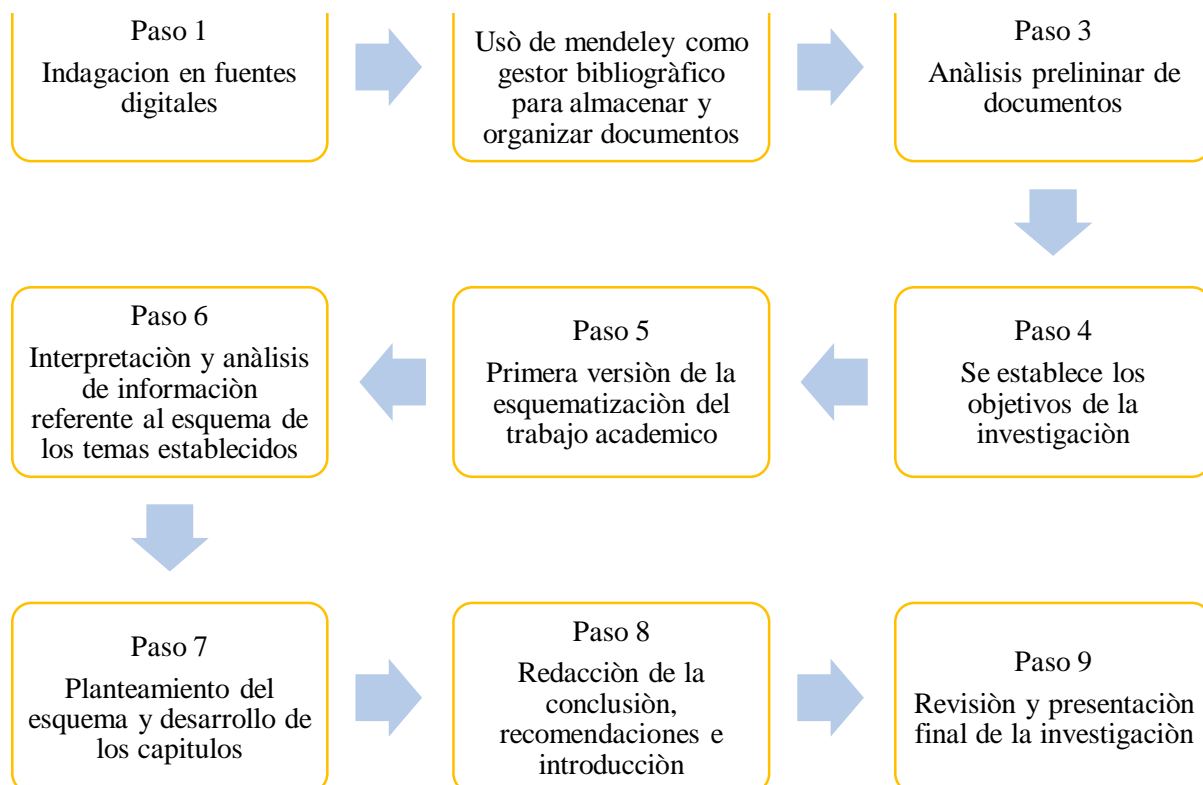 Paso 1
Indagacion en fuentes
digitales
Usò de mendeley como
gestor bibliogràfico
para almacenar y
organizar documentos
Paso 3
Anàlisis prelininar de
documentos
Paso 4
Se establece los
objetivos de la
investigaciòn
Paso 5
Primera versiòn de la
esquematizaciòn del
trabajo academico
Paso 6
Interpretaciòn y anàlisis
de informaciòn
referente al esquema de
los temas establecidos
Paso 7
Planteamiento del
esquema y desarrollo de
los capitulos
Paso 8
Redacciòn de la
conclusiòn,
recomendaciones e
introducciòn
Paso 9
Revisiòn y presentaciòn
final de la investigaciòn